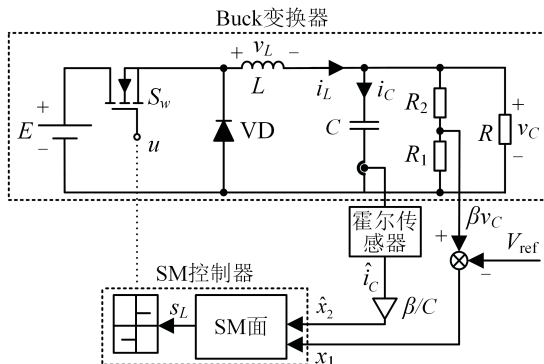 Buck变换器
+ v_L −
L
i_L
i_C
S_w
E
+
−
u
VD
C
R_2
R_1
R
+
v_C
−
霍尔传
感器
βv_C
+
V_ref
−
î_C
SM控制器
s_L
SM面
x̂_2
β/C
x_1